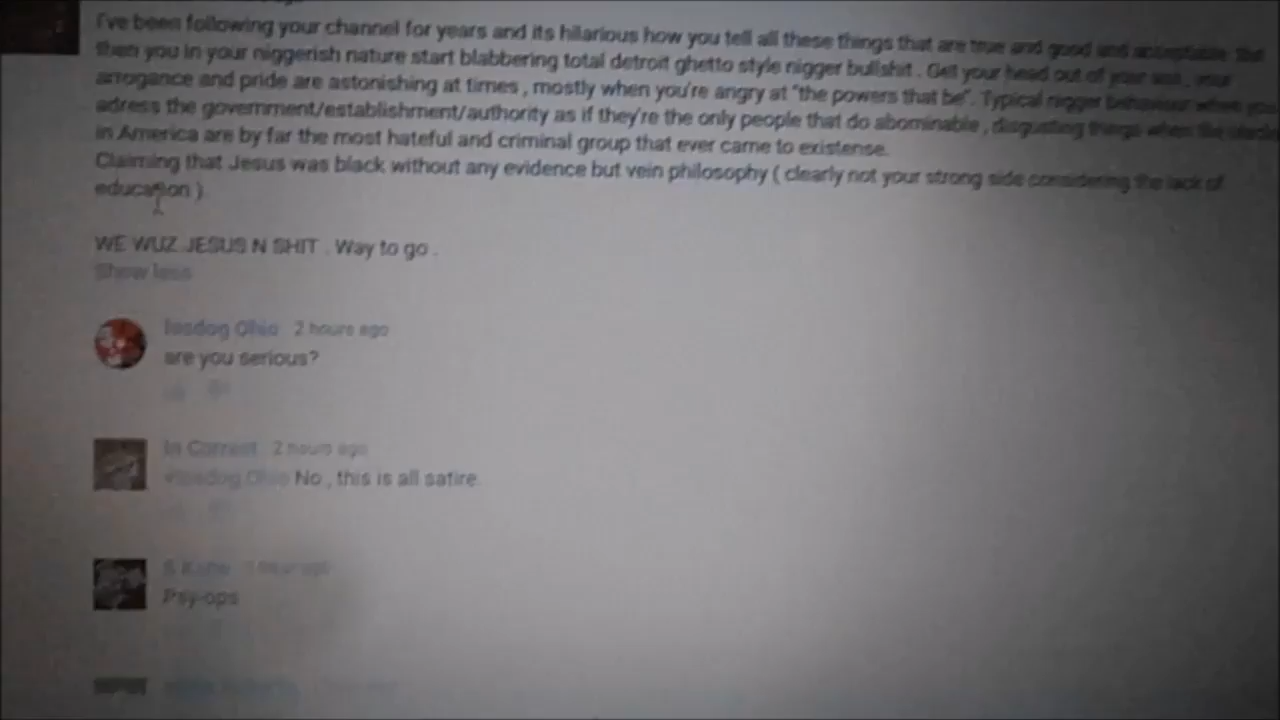 I've been following your channel for years and its hilarious how you tell all these things that are true and good and acceptable
then you in your niggerish nature start blabbering total detroit ghetto style nigger bullshit . Get your head out of your ass , your
arrogance and pride are astonishing at times , mostly when you're angry at "the powers that be". Typical nigger behaviour when you
adress the government/establishment/authority as if they're the only people that do abominable , disgusting things when the
in America are by far the most hateful and criminal group that ever came to existense.
Claiming that Jesus was black without any evidence but vein philosophy ( clearly not your strong side considering the lack of
education ).
WE WUZ JESUS N SHIT . Way to go .
Show less
Ohio 2 hours ago
are you serious?
In Correct 2 hours ago
Ohio No , this is all satire.
Psy-ops